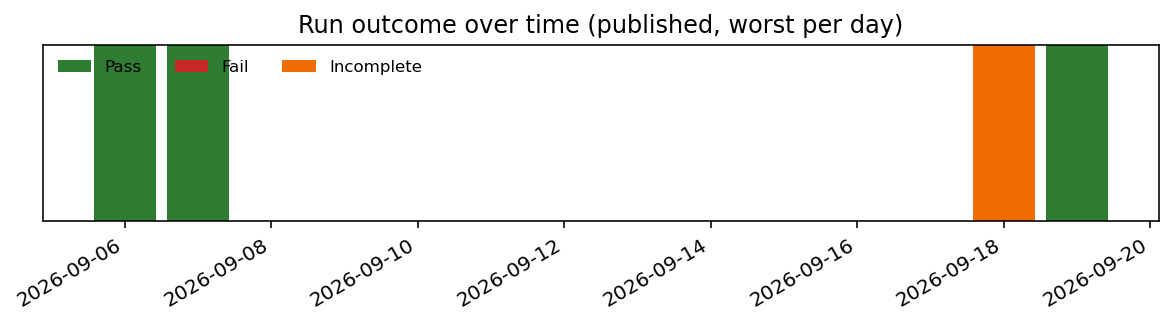 Run outcome over time (published, worst per day)
Pass Fail Incomplete
2026-09-06 2026-09-08 2026-09-10 2026-09-12 2026-09-14 2026-09-16 2026-09-18 2026-09-20